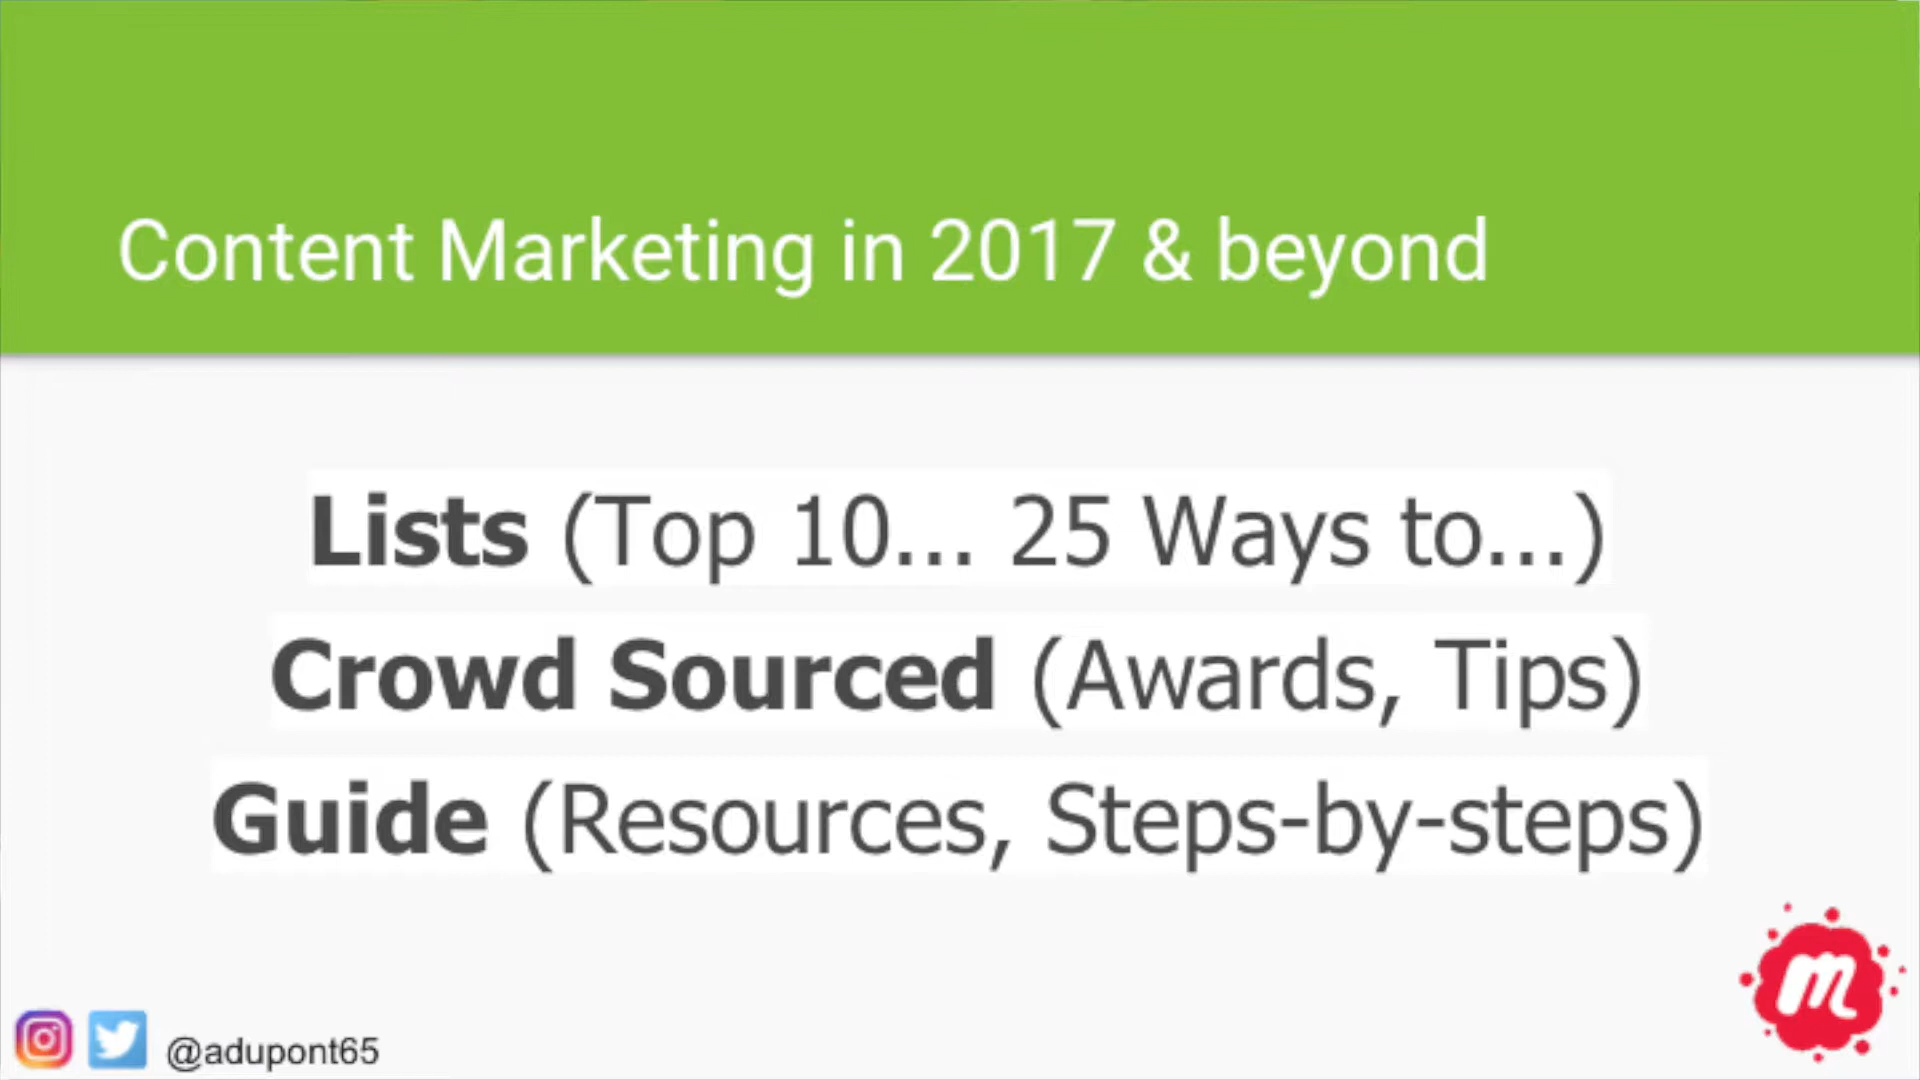 Content Marketing in 2017 & beyond
Lists (Top 10... 25 Ways to...)
Crowd Sourced (Awards, Tips)
Guide (Resources, Steps-by-steps)
m
@adupont65